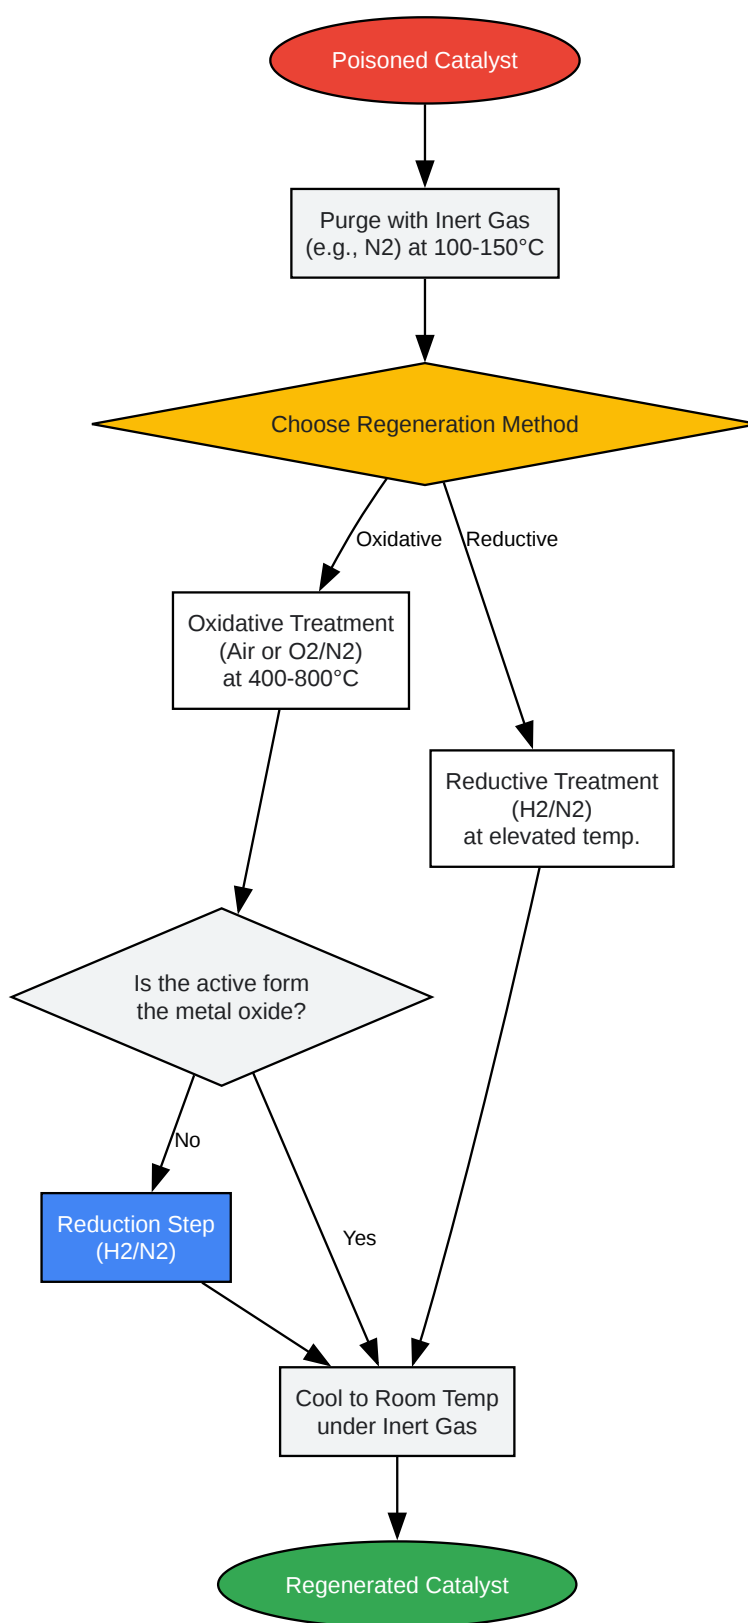 Poisoned Catalyst
Purge with Inert Gas
(e.g., N2) at 100-150°C
Choose Regeneration Method
Oxidative
Reductive
Oxidative Treatment
(Air or O2/N2)
at 400-800°C
Reductive Treatment
(H2/N2)
at elevated temp.
Is the active form
the metal oxide?
No
Yes
Reduction Step
(H2/N2)
Cool to Room Temp
under Inert Gas
Regenerated Catalyst